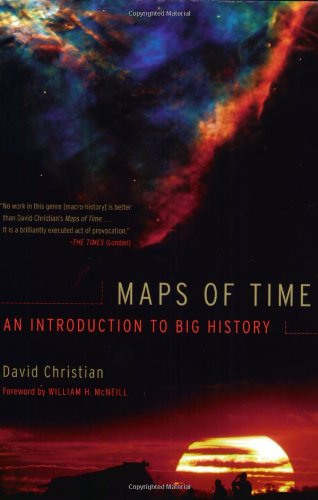 Copyrighted Material
"No work in this genre [macro-history] is better
than David Christian's Maps of Time . . .
It is a brilliantly executed act of provocation."
–THE TIMES (London)
MAPS OF TIME
AN INTRODUCTION TO BIG HISTORY
David Christian
Foreword by WILLIAM H. McNEILL
Copyrighted Material